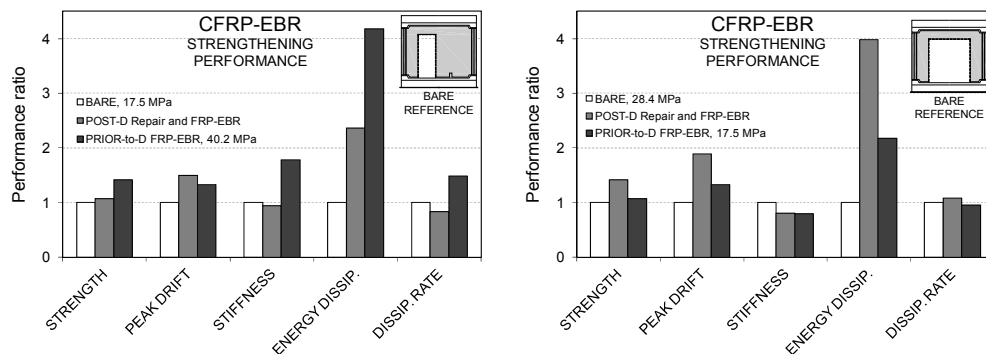 CFRP-EBR
STRENGTHENING
PERFORMANCE
BARE
REFERENCE
BARE, 17.5 MPa
POST-D Repair and FRP-EBR
PRIOR-to-D FRP-EBR, 40.2 MPa
Performance ratio
4
3
2
1
0
STRENGTH
PEAK DRIFT
STIFFNESS
ENERGY DISSIP.
DISSIP. RATE
CFRP-EBR
STRENGTHENING
PERFORMANCE
BARE
REFERENCE
BARE, 28.4 MPa
POST-D Repair and FRP-EBR
PRIOR-to-D FRP-EBR, 17.5 MPa
Performance ratio
4
3
2
1
0
STRENGTH
PEAK DRIFT
STIFFNESS
ENERGY DISSIP.
DISSIP. RATE